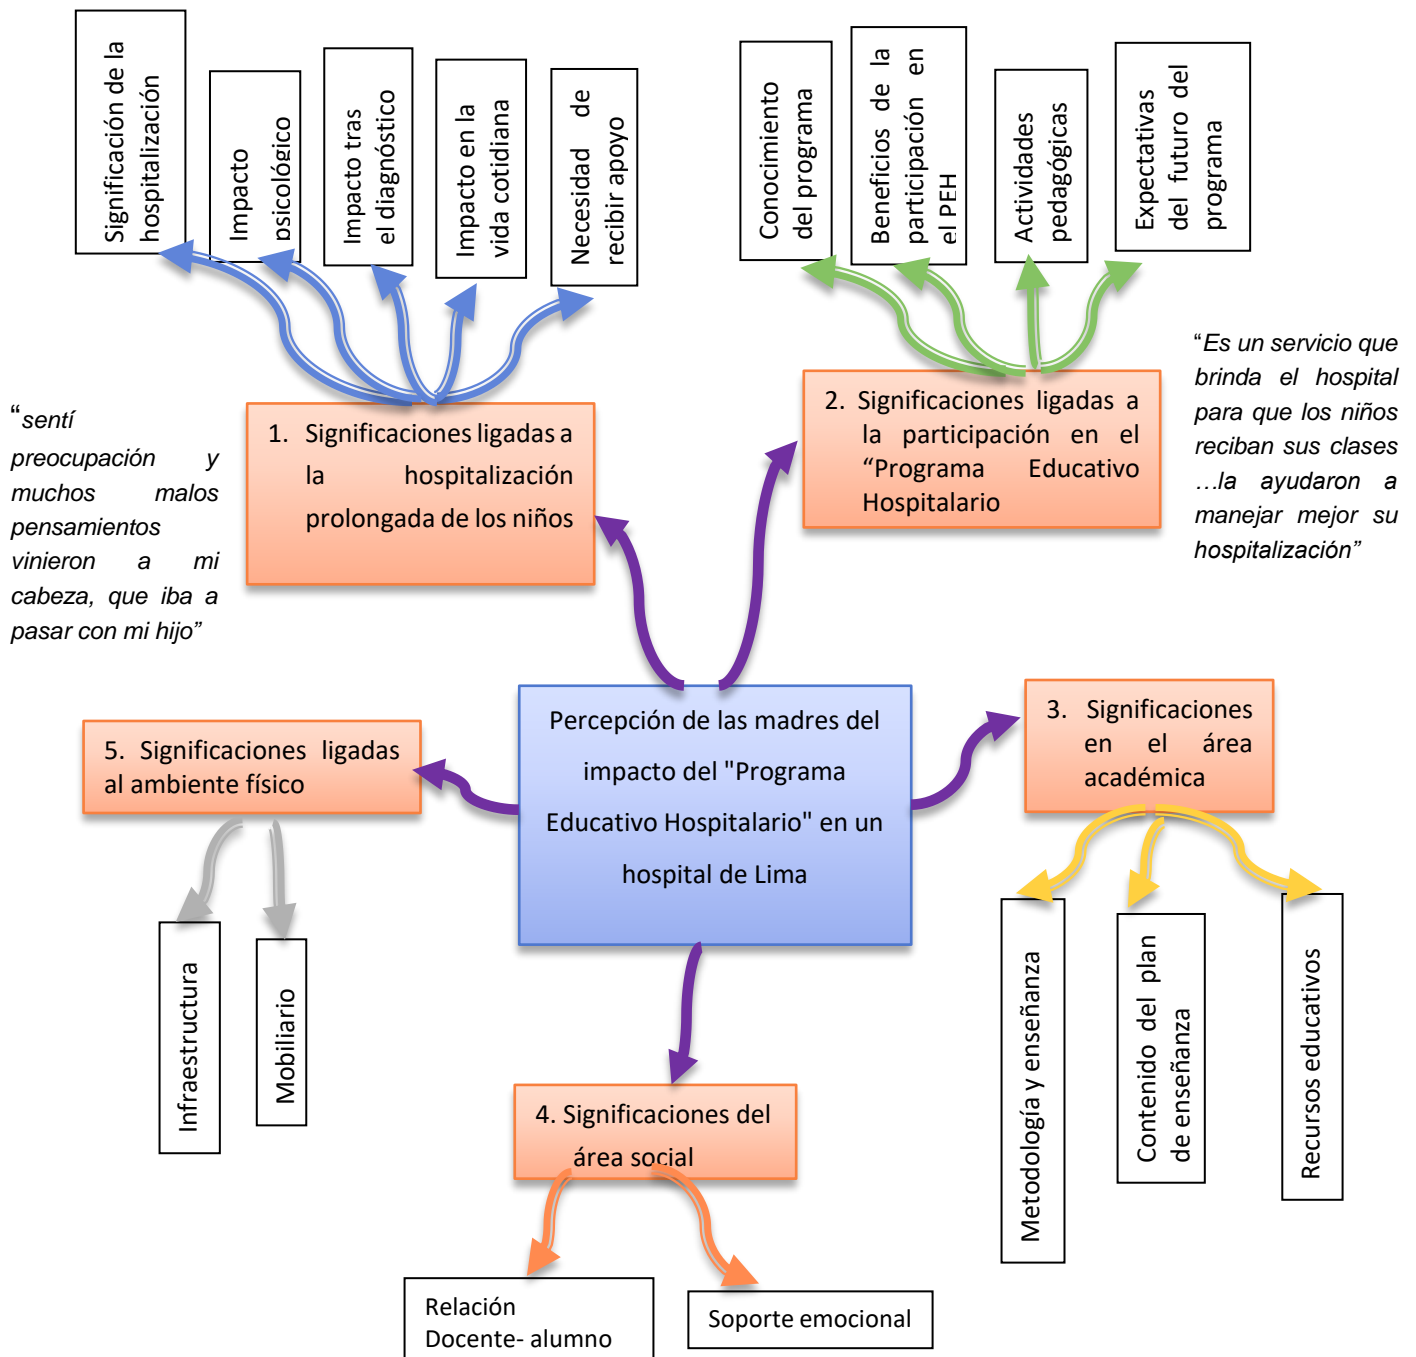 Significación de la
hospitalización
Impacto
psicológico
Impacto tras
el diagnóstico
Impacto en la
vida cotidiana
Necesidad de
recibir apoyo
Conocimiento
del programa
Beneficios de la
participación en
el PEH
Actividades
pedagógicas
Expectativas
del futuro del
programa
“sentí
preocupación y
muchos malos
pensamientos
vinieron a mi
cabeza, que iba a
pasar con mi hijo”
1. Significaciones ligadas a
la hospitalización
prolongada de los niños
2. Significaciones ligadas a
la participación en el
“Programa Educativo
Hospitalario
“Es un servicio que
brinda el hospital
para que los niños
reciban sus clases
…la ayudaron a
manejar mejor su
hospitalización”
Percepción de las madres del
impacto del "Programa
Educativo Hospitalario" en un
hospital de Lima
3. Significaciones
en el área
académica
Metodología y enseñanza
Contenido del plan
de enseñanza
Recursos educativos
5. Significaciones ligadas
al ambiente físico
Infraestructura
Mobiliario
4. Significaciones del
área social
Relación
Docente- alumno
Soporte emocional